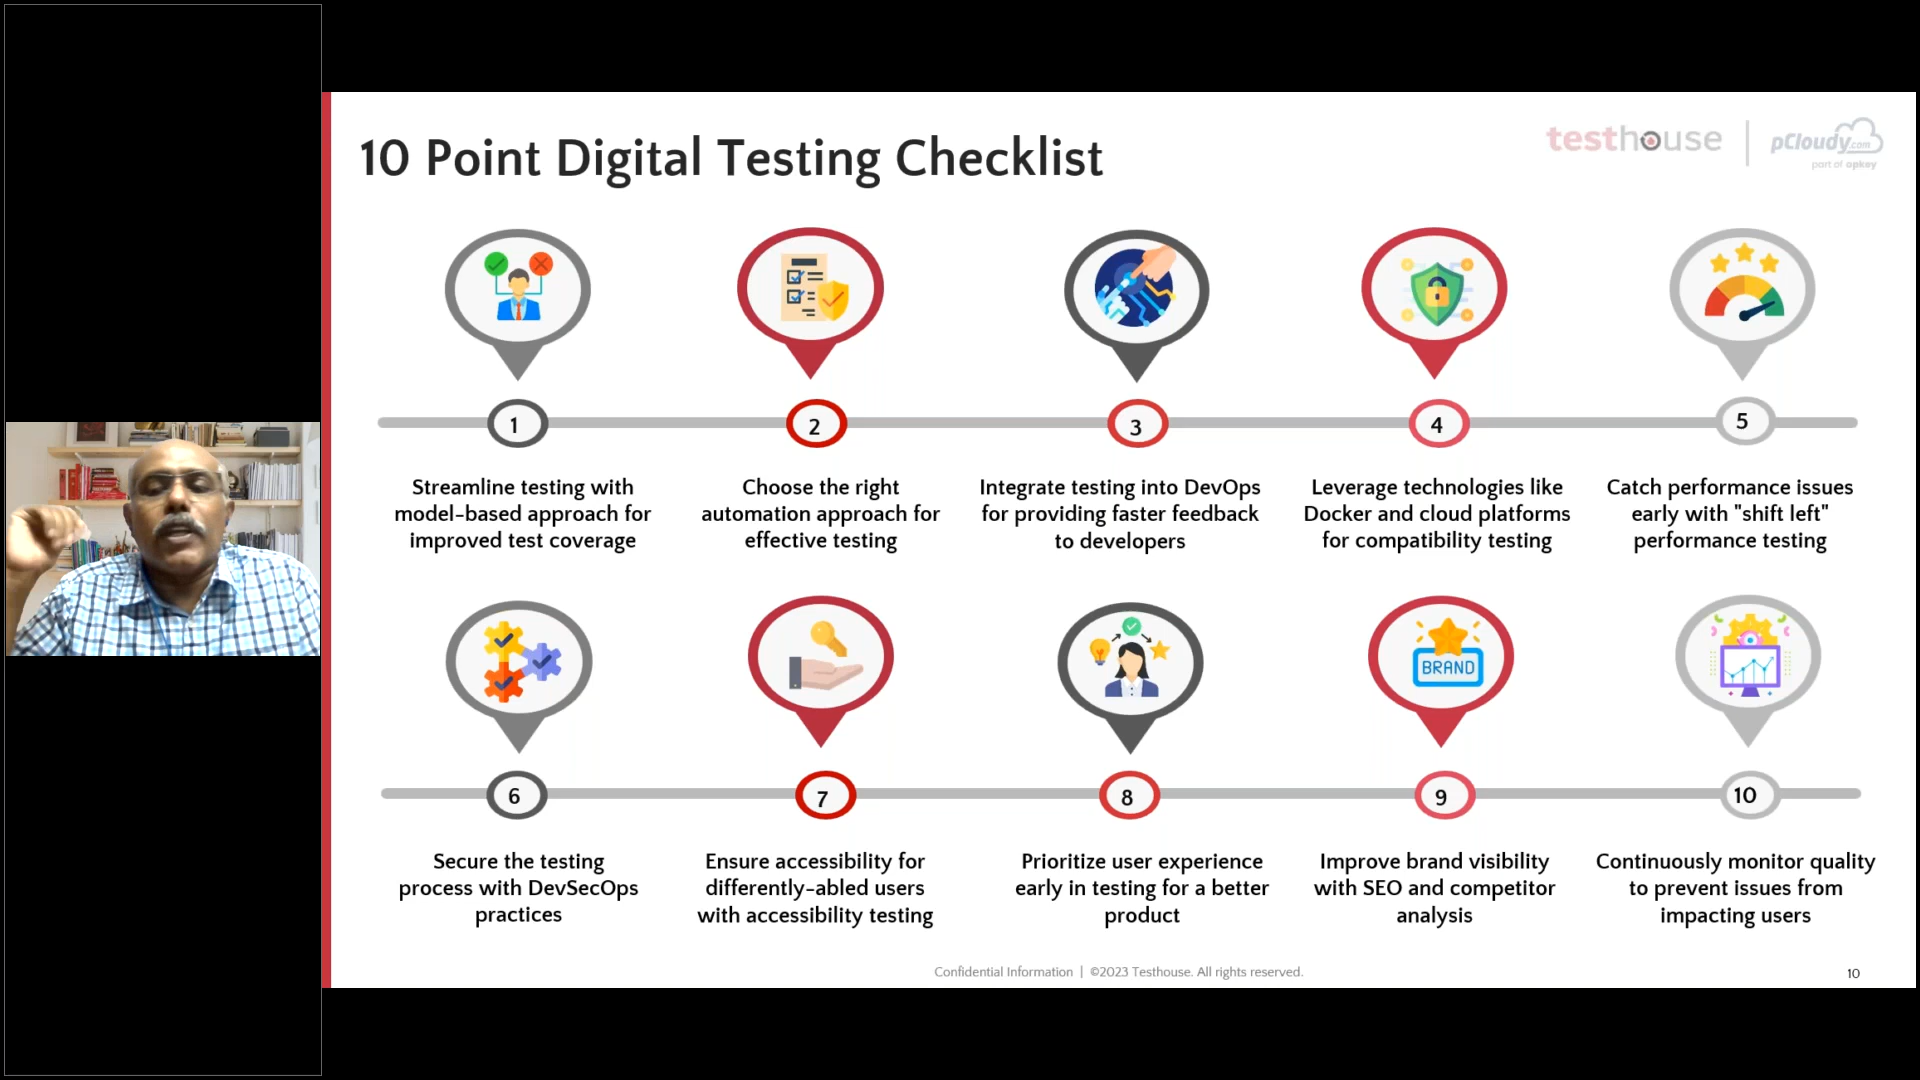 10 Point Digital Testing Checklist
testhouse
pCloudy.com
part of opkey
1
2
3
4
5
Streamline testing with
model-based approach for
improved test coverage
Choose the right
automation approach for
effective testing
Integrate testing into DevOps
for providing faster feedback
to developers
Leverage technologies like
Docker and cloud platforms
for compatibility testing
Catch performance issues
early with "shift left"
performance testing
BRAND
6
7
8
9
10
Secure the testing
process with DevSecOps
practices
Ensure accessibility for
differently-abled users
with accessibility testing
Prioritize user experience
early in testing for a better
product
Improve brand visibility
with SEO and competitor
analysis
Continuously monitor quality
to prevent issues from
impacting users
Confidential Information | ©2023 Testhouse. All rights reserved.
10